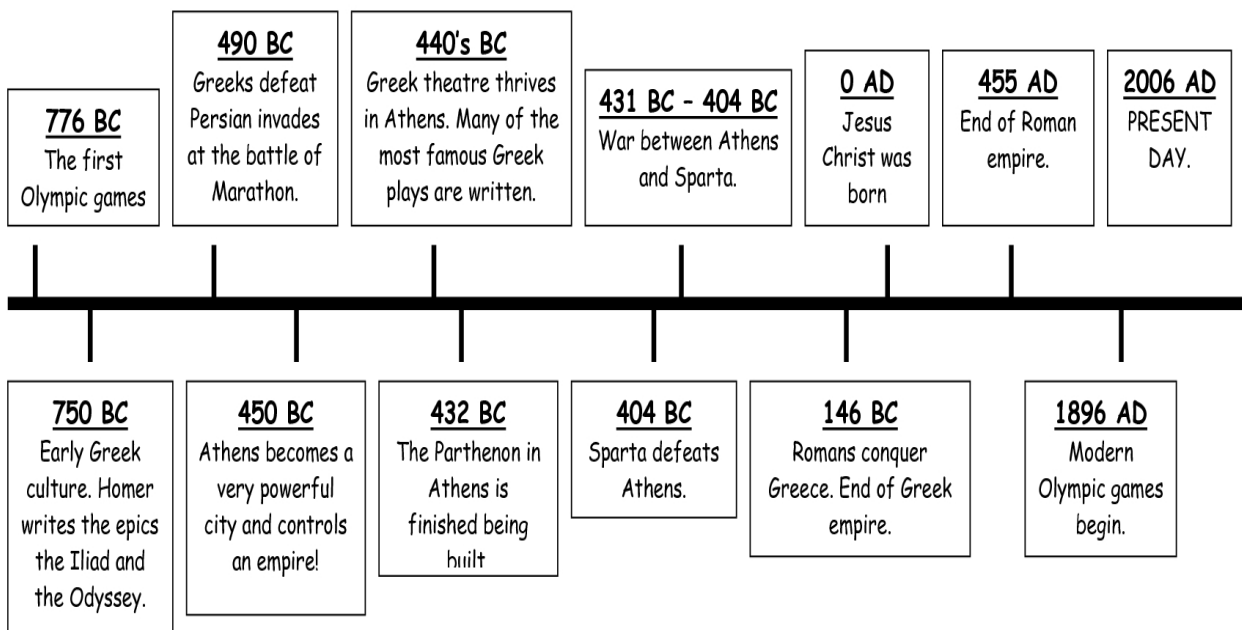 776 BC
The first
Olympic games
490 BC
Greeks defeat
Persian invades
at the battle of
Marathon.
440's BC
Greek theatre thrives
in Athens. Many of the
most famous Greek
plays are written.
431 BC – 404 BC
War between Athens
and Sparta.
0 AD
Jesus
Christ was
born
455 AD
End of Roman
empire.
2006 AD
PRESENT
DAY.
750 BC
Early Greek
culture. Homer
writes the epics
the Iliad and
the Odyssey.
450 BC
Athens becomes a
very powerful
city and controls
an empire!
432 BC
The Parthenon in
Athens is
finished being
built
404 BC
Sparta defeats
Athens.
146 BC
Romans conquer
Greece. End of Greek
empire.
1896 AD
Modern
Olympic games
begin.